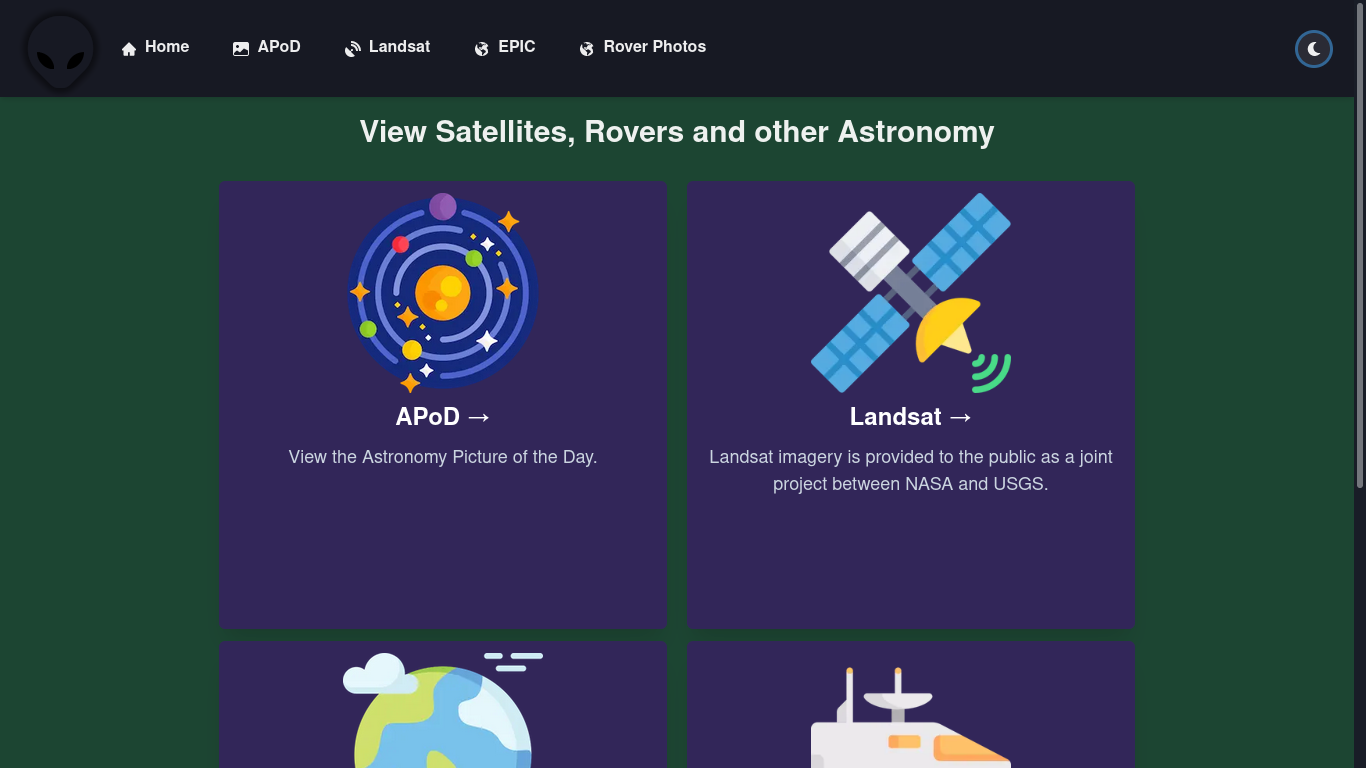 Home
APoD
Landsat
EPIC
Rover Photos
View Satellites, Rovers and other Astronomy
APoD →
View the Astronomy Picture of the Day.
Landsat →
Landsat imagery is provided to the public as a joint
project between NASA and USGS.